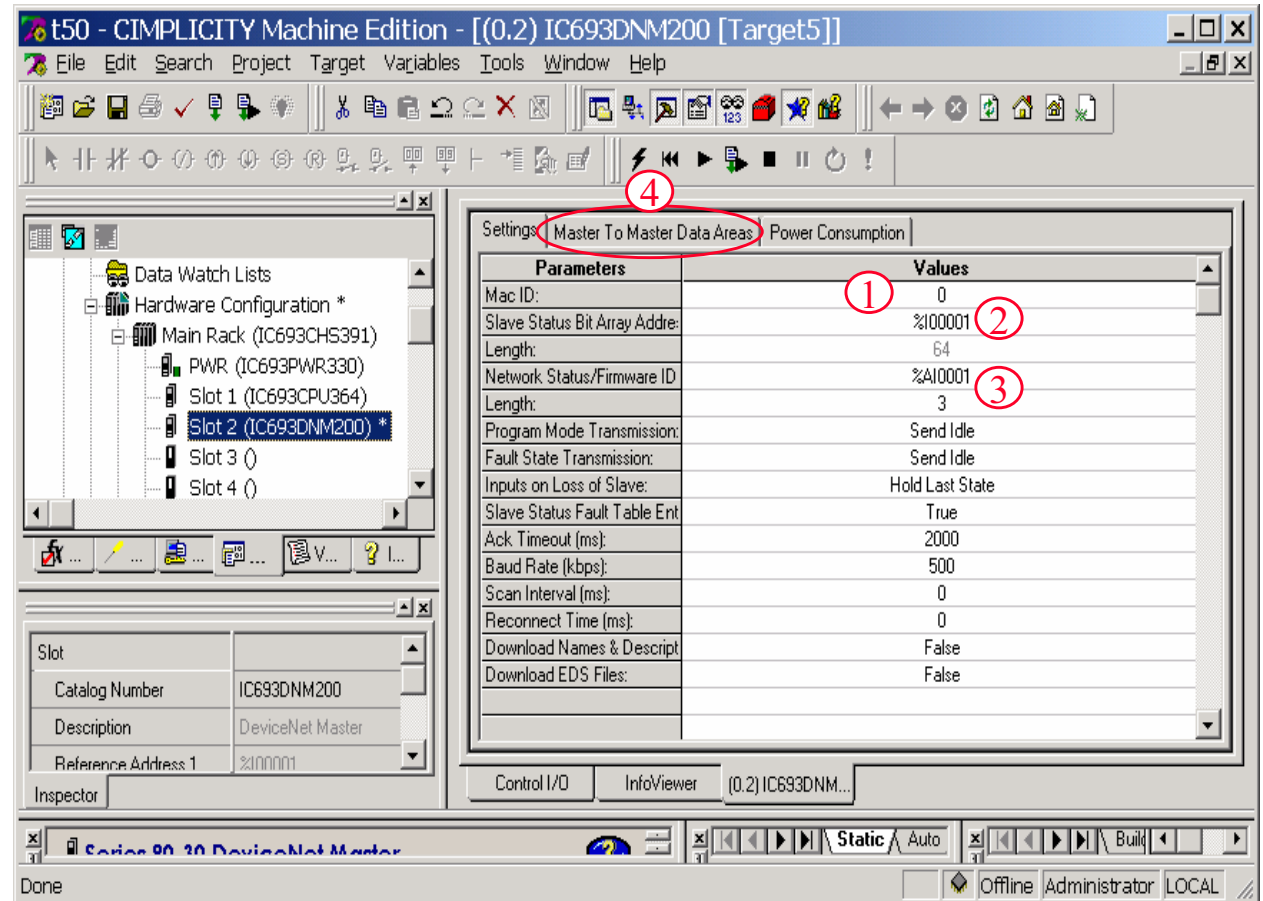 t50 - CIMPLICITY Machine Edition - [(0.2) IC693DNM200 [Target5]]
File Edit Search Project Target Variables Tools Window Help
123
4
Data Watch Lists
Hardware Configuration *
Main Rack (IC693CHS391)
PWR (IC693PWR330)
Slot 1 (IC693CPU364)
Slot 2 (IC693DNM200) *
Slot 3 ()
Slot 4 ()
... ... ... ... V... I...
Slot
Catalog Number IC693DNM200
Description DeviceNet Master
Reference Address 1 %I00001
Inspector
Settings Master To Master Data Areas Power Consumption
Parameters Values
Mac ID: 1 0
Slave Status Bit Array Addre: %I00001 2
Length: 64
Network Status/Firmware ID %AI0001
Length: 3 3
Program Mode Transmission: Send Idle
Fault State Transmission: Send Idle
Inputs on Loss of Slave: Hold Last State
Slave Status Fault Table Ent True
Ack Timeout (ms): 2000
Baud Rate (kbps): 500
Scan Interval (ms): 0
Reconnect Time (ms): 0
Download Names & Descript False
Download EDS Files: False
Control I/O InfoViewer (0.2) IC693DNM...
Series 90-30 DeviceNet Master Static Auto Build
Done Offline Administrator LOCAL